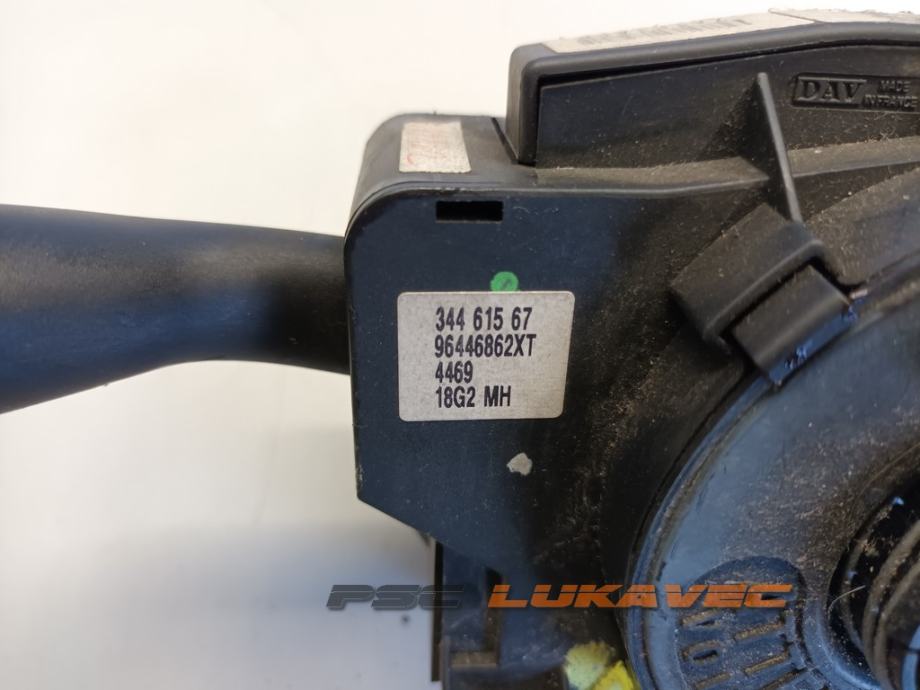 DAV MADE
IN FRANCE
344 615 67
96446862XT
4469
18G2 MH
PSC LUKAVEC